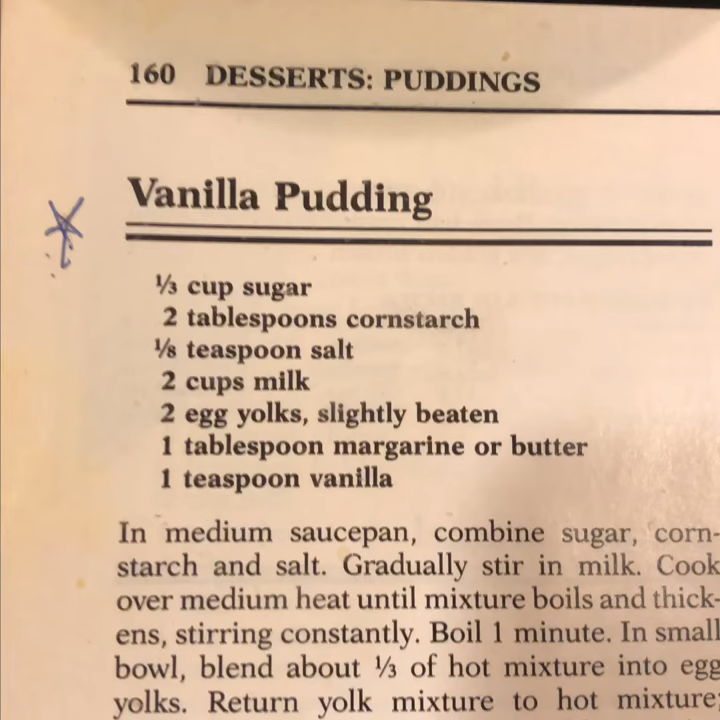 160 DESSERTS: PUDDINGS
Vanilla Pudding
⅓ cup sugar
2 tablespoons cornstarch
⅛ teaspoon salt
2 cups milk
2 egg yolks, slightly beaten
1 tablespoon margarine or butter
1 teaspoon vanilla
In medium saucepan, combine sugar, corn-
starch and salt. Gradually stir in milk. Cook
over medium heat until mixture boils and thick-
ens, stirring constantly. Boil 1 minute. In small
bowl, blend about ⅓ of hot mixture into egg
yolks. Return yolk mixture to hot mixture;